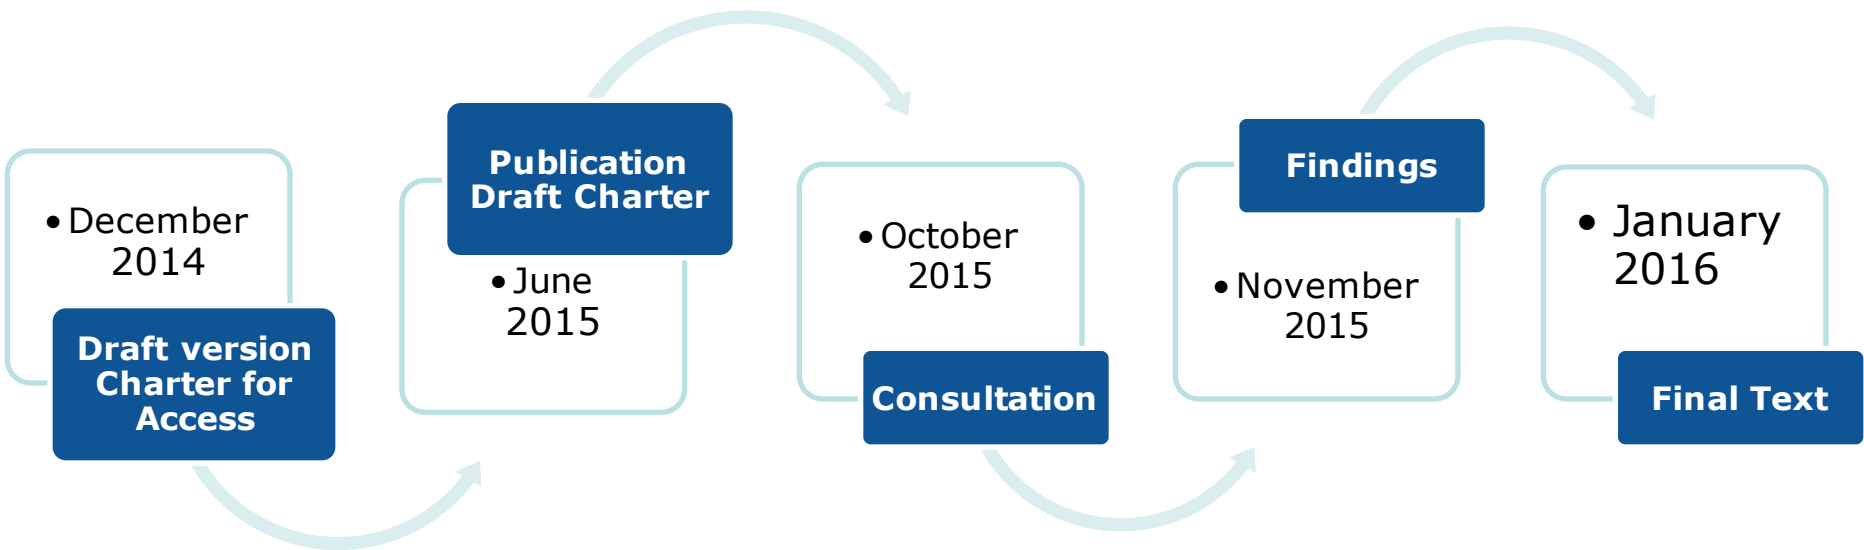 • December
2014
Draft version
Charter for
Access
Publication
Draft Charter
• June
2015
• October
2015
Consultation
Findings
• November
2015
• January
2016
Final Text